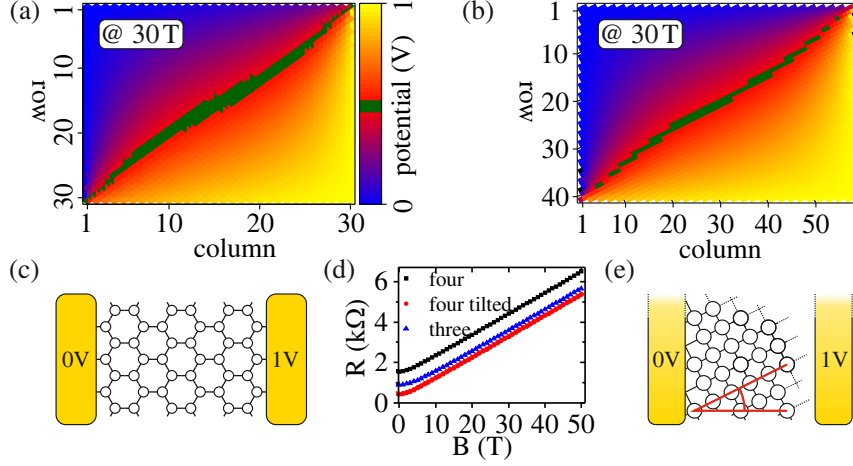 (a)
@ 30 T
1
10
20
30
row
1
10
20
30
column
0
1
potential (V)
(b)
@ 30 T
1
10
20
30
40
row
1
10
20
30
40
50
column
(c)
0V
1V
(d)
four
four tilted
three
6
4
2
0
R (kΩ)
0
10
20
30
40
50
B (T)
(e)
0V
1V